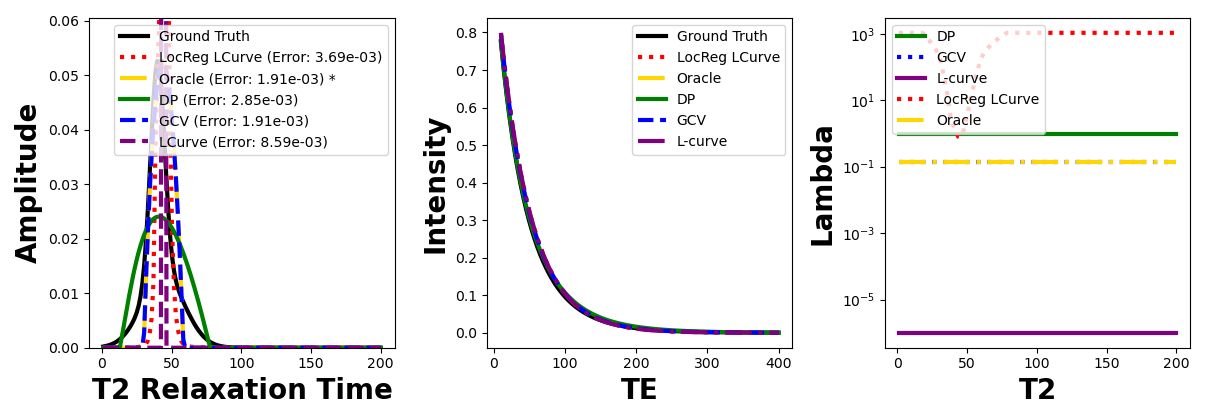 Amplitude
0.06
0.05
0.04
0.03
0.02
0.01
0.00
0
50
100
150
200
T2 Relaxation Time
Ground Truth
LocReg LCurve (Error: 3.69e-03)
Oracle (Error: 1.91e-03) *
DP (Error: 2.85e-03)
GCV (Error: 1.91e-03)
LCurve (Error: 8.59e-03)
Intensity
0.8
0.7
0.6
0.5
0.4
0.3
0.2
0.1
0.0
0
100
200
300
400
TE
Ground Truth
LocReg LCurve
Oracle
DP
GCV
L-curve
Lambda
10³
10¹
10⁻¹
10⁻³
10⁻⁵
0
50
100
150
200
T2
DP
GCV
L-curve
LocReg LCurve
Oracle